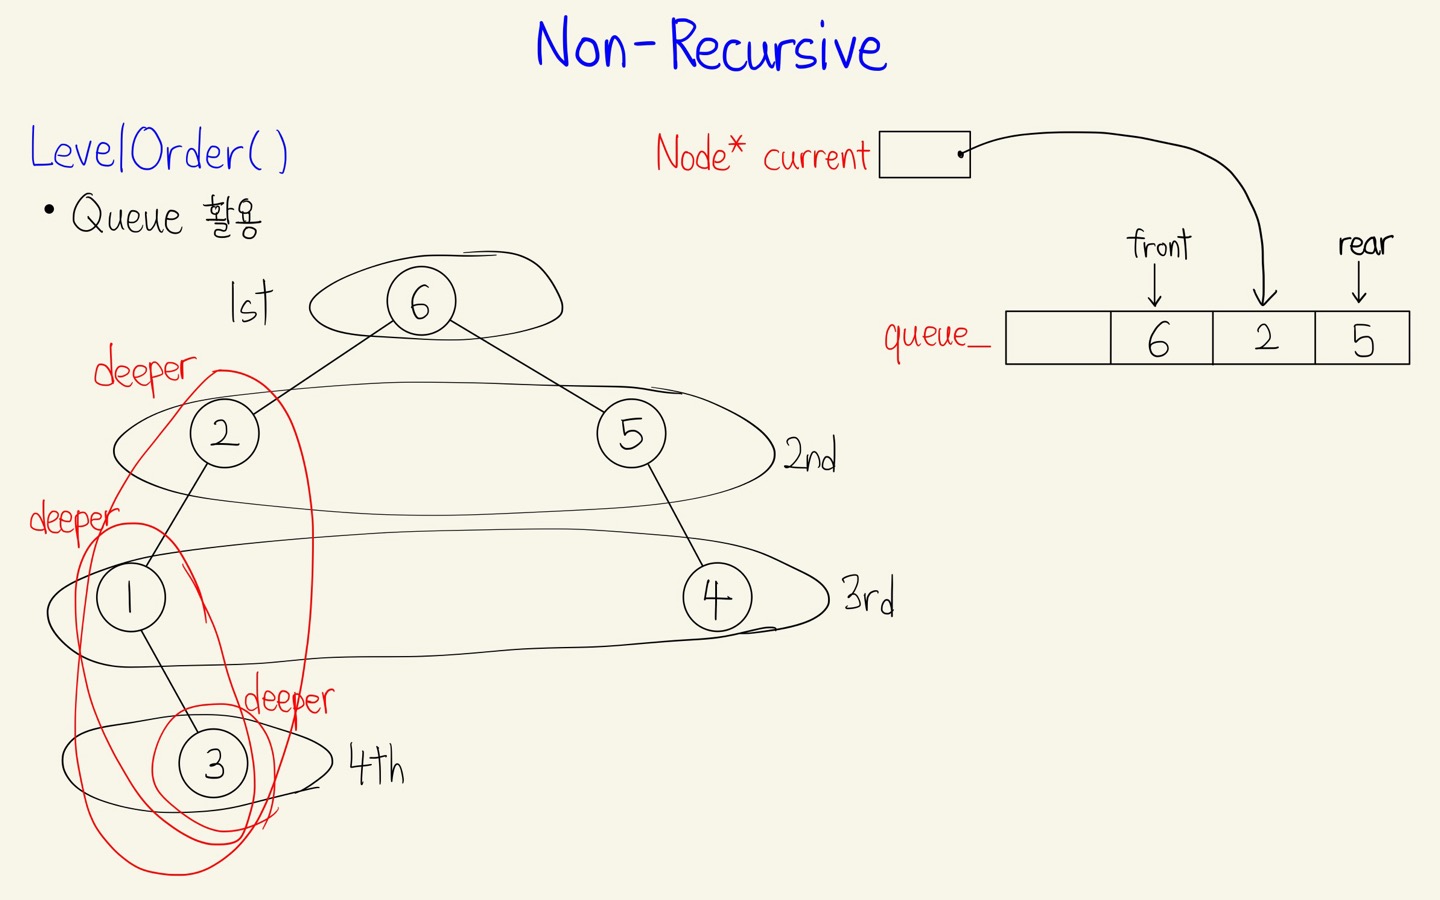 Non-Recursive
LevelOrder()
• Queue 활용
Node* current
front
rear
queue_
6 2 5
1st
6
deeper
2
5
2nd
deeper
1
4
3rd
deeper
3
4th